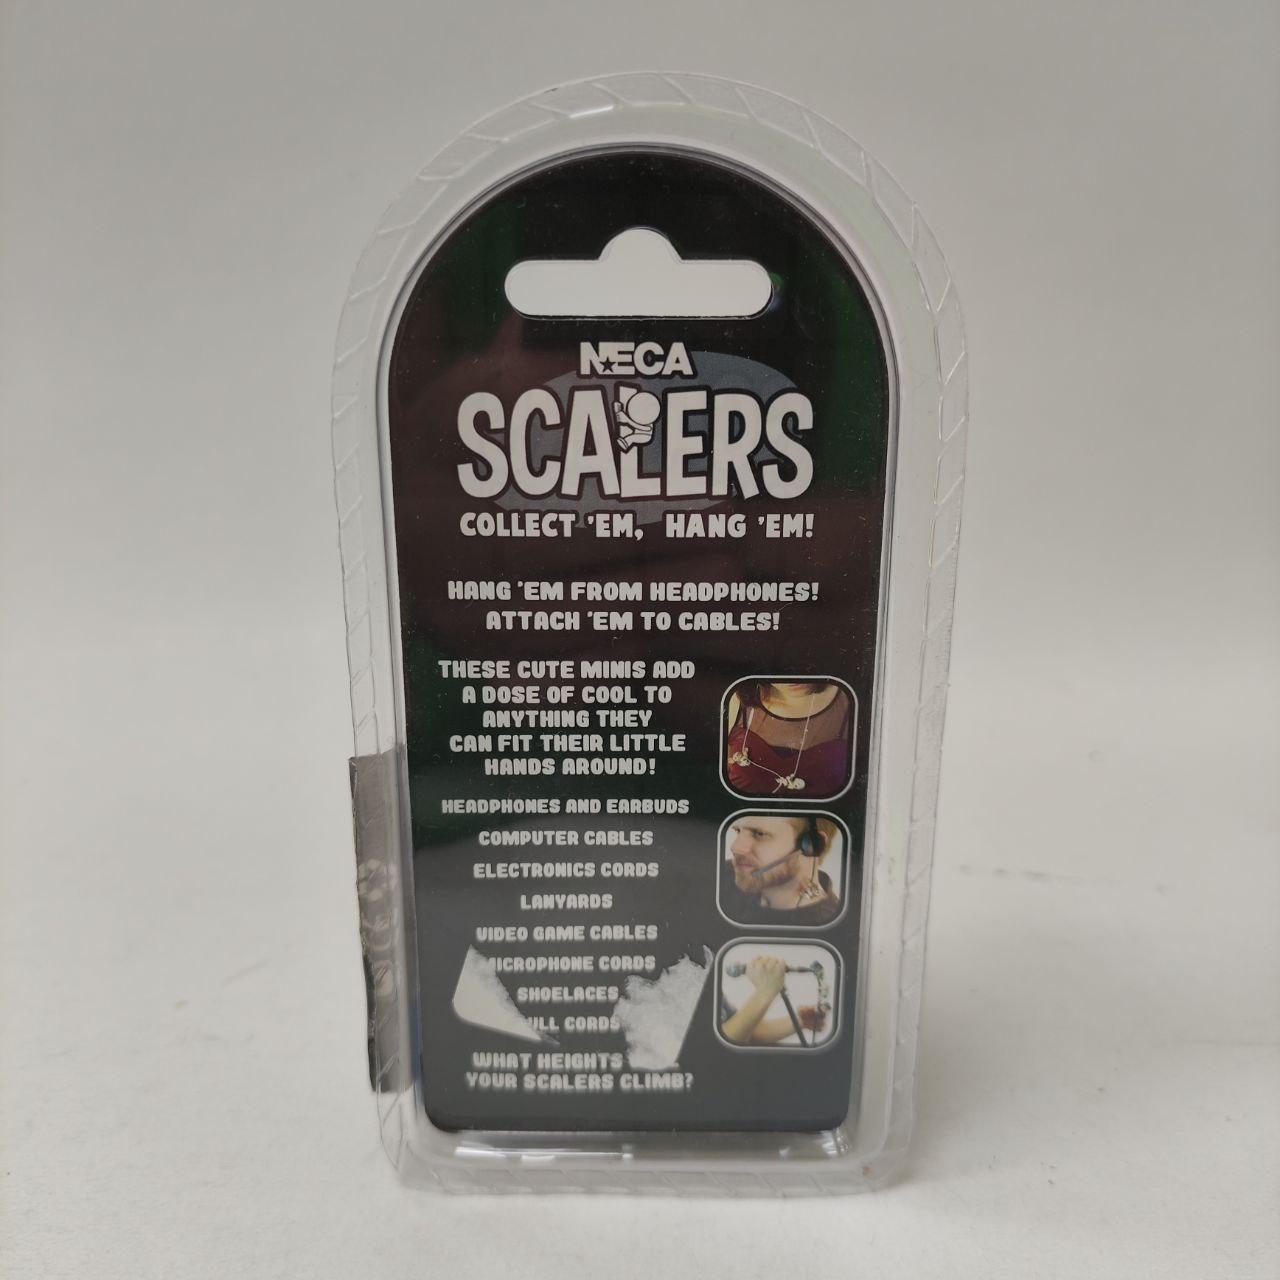 NECA
SCALERS
COLLECT 'EM, HANG 'EM!
HANG 'EM FROM HEADPHONES!
ATTACH 'EM TO CABLES!
THESE CUTE MINIS ADD
A DOSE OF COOL TO
ANYTHING THEY
CAN FIT THEIR LITTLE
HANDS AROUND!
HEADPHONES AND EARBUDS
COMPUTER CABLES
ELECTRONICS CORDS
LANYARDS
VIDEO GAME CABLES
MICROPHONE CORDS
SHOELACES
CORDS
WHAT HEIGHTS
YOUR SCALERS CLIMB?